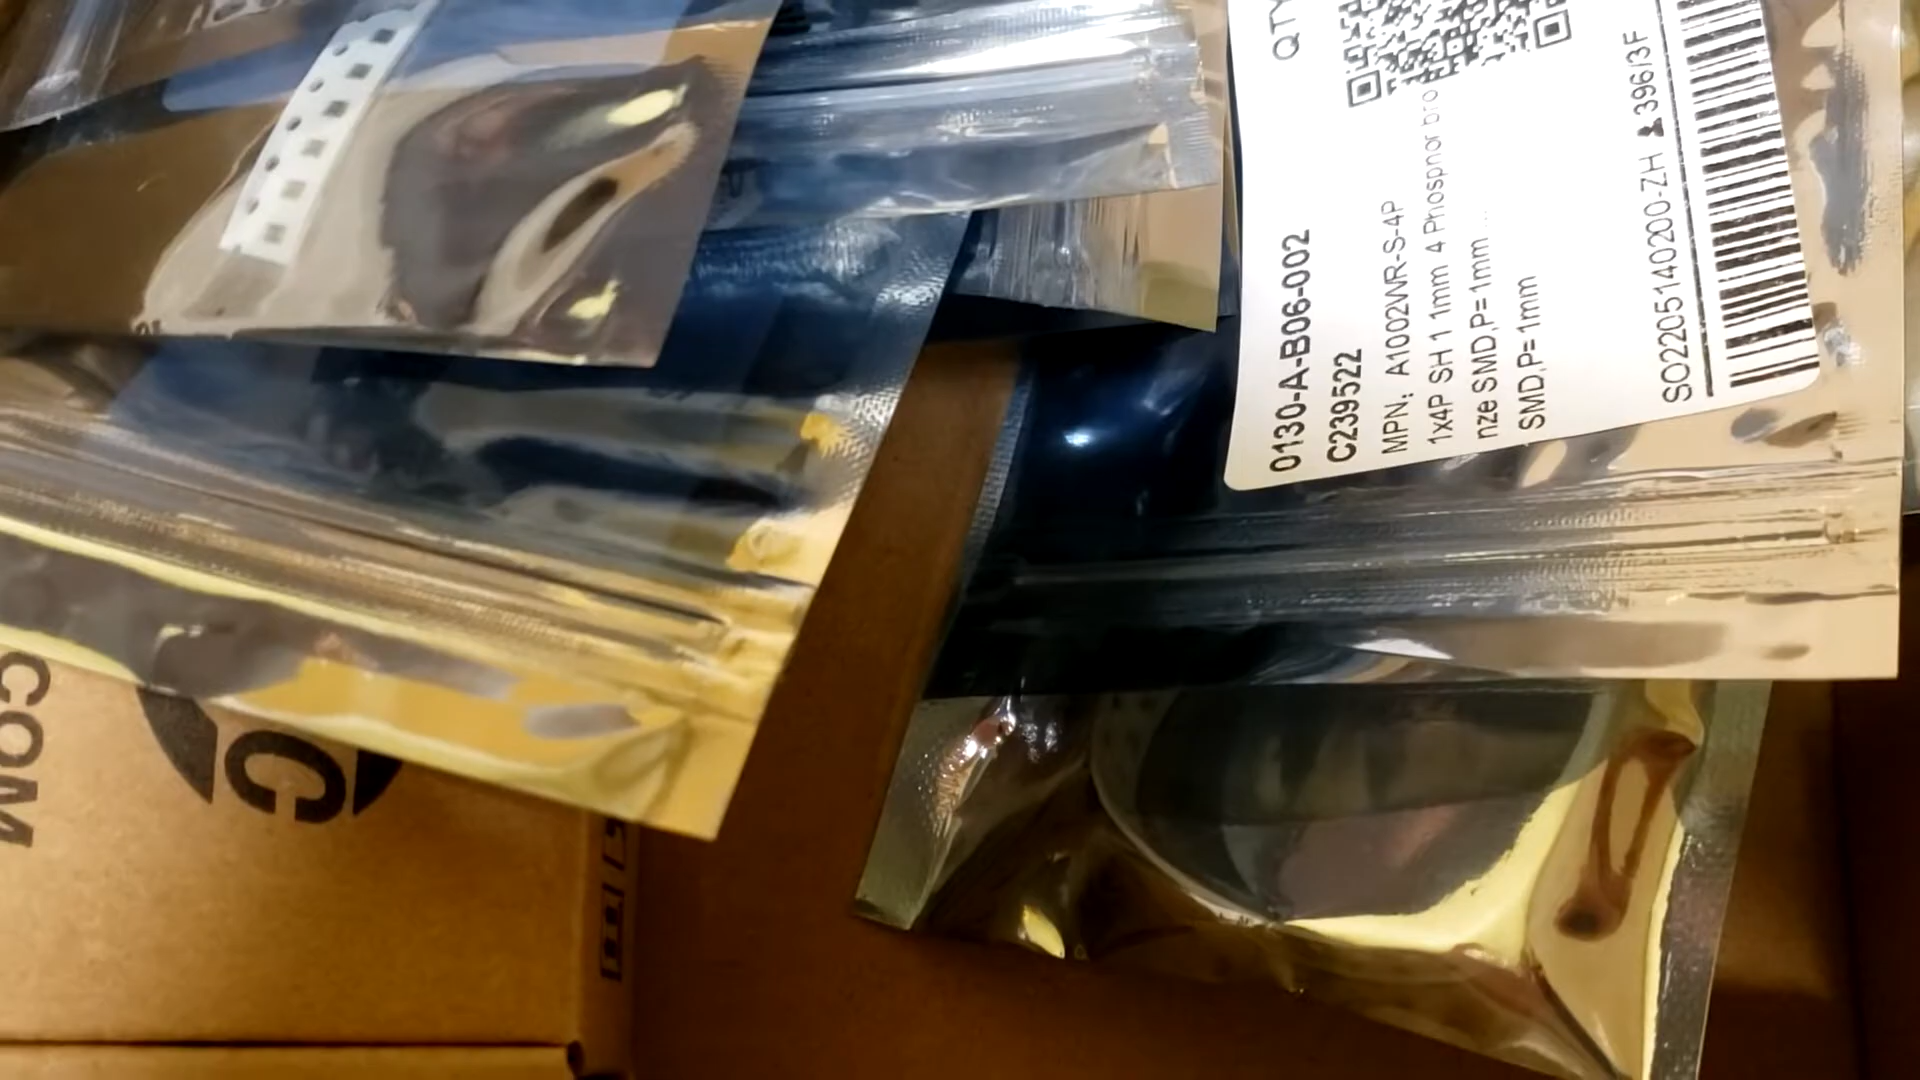 QTY
0130-A-B06-002
C239522
MPN: A1002WR-S-4P
1x4P SH 1 1mm 4 Phosphor bro
nze SMD,P=1mm ...
SMD,P=1mm
SO2205140200-ZH 396/3F
C
COM